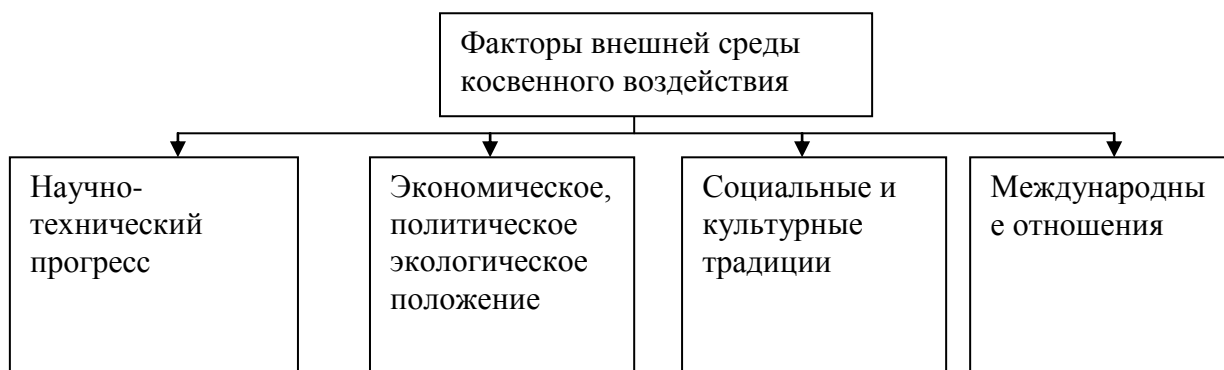 Факторы внешней среды
косвенного воздействия
Научно-
технический
прогресс
Экономическое,
политическое
экологическое
положение
Социальные и
культурные
традиции
Международны
е отношения